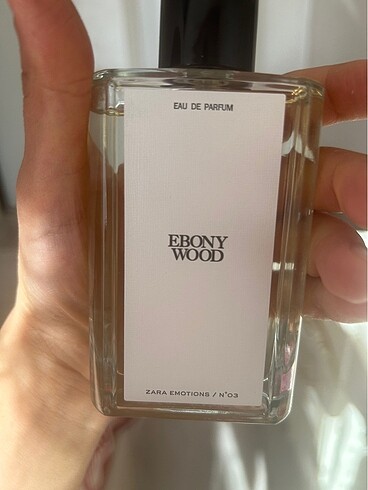 EAU DE PARFUM
EBONY
WOOD
ZARA EMOTIONS / N°03